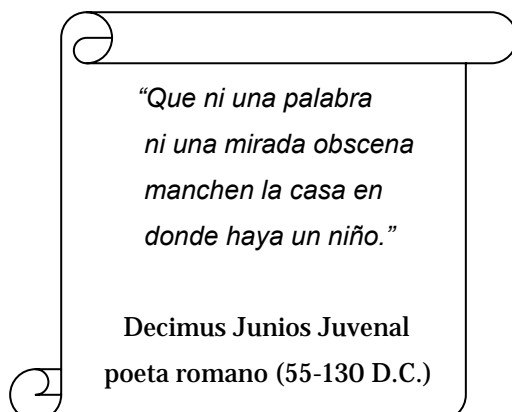 “Que ni una palabra
ni una mirada obscena
manchen la casa en
donde haya un niño.”
Decimus Junios Juvenal
poeta romano (55-130 D.C.)